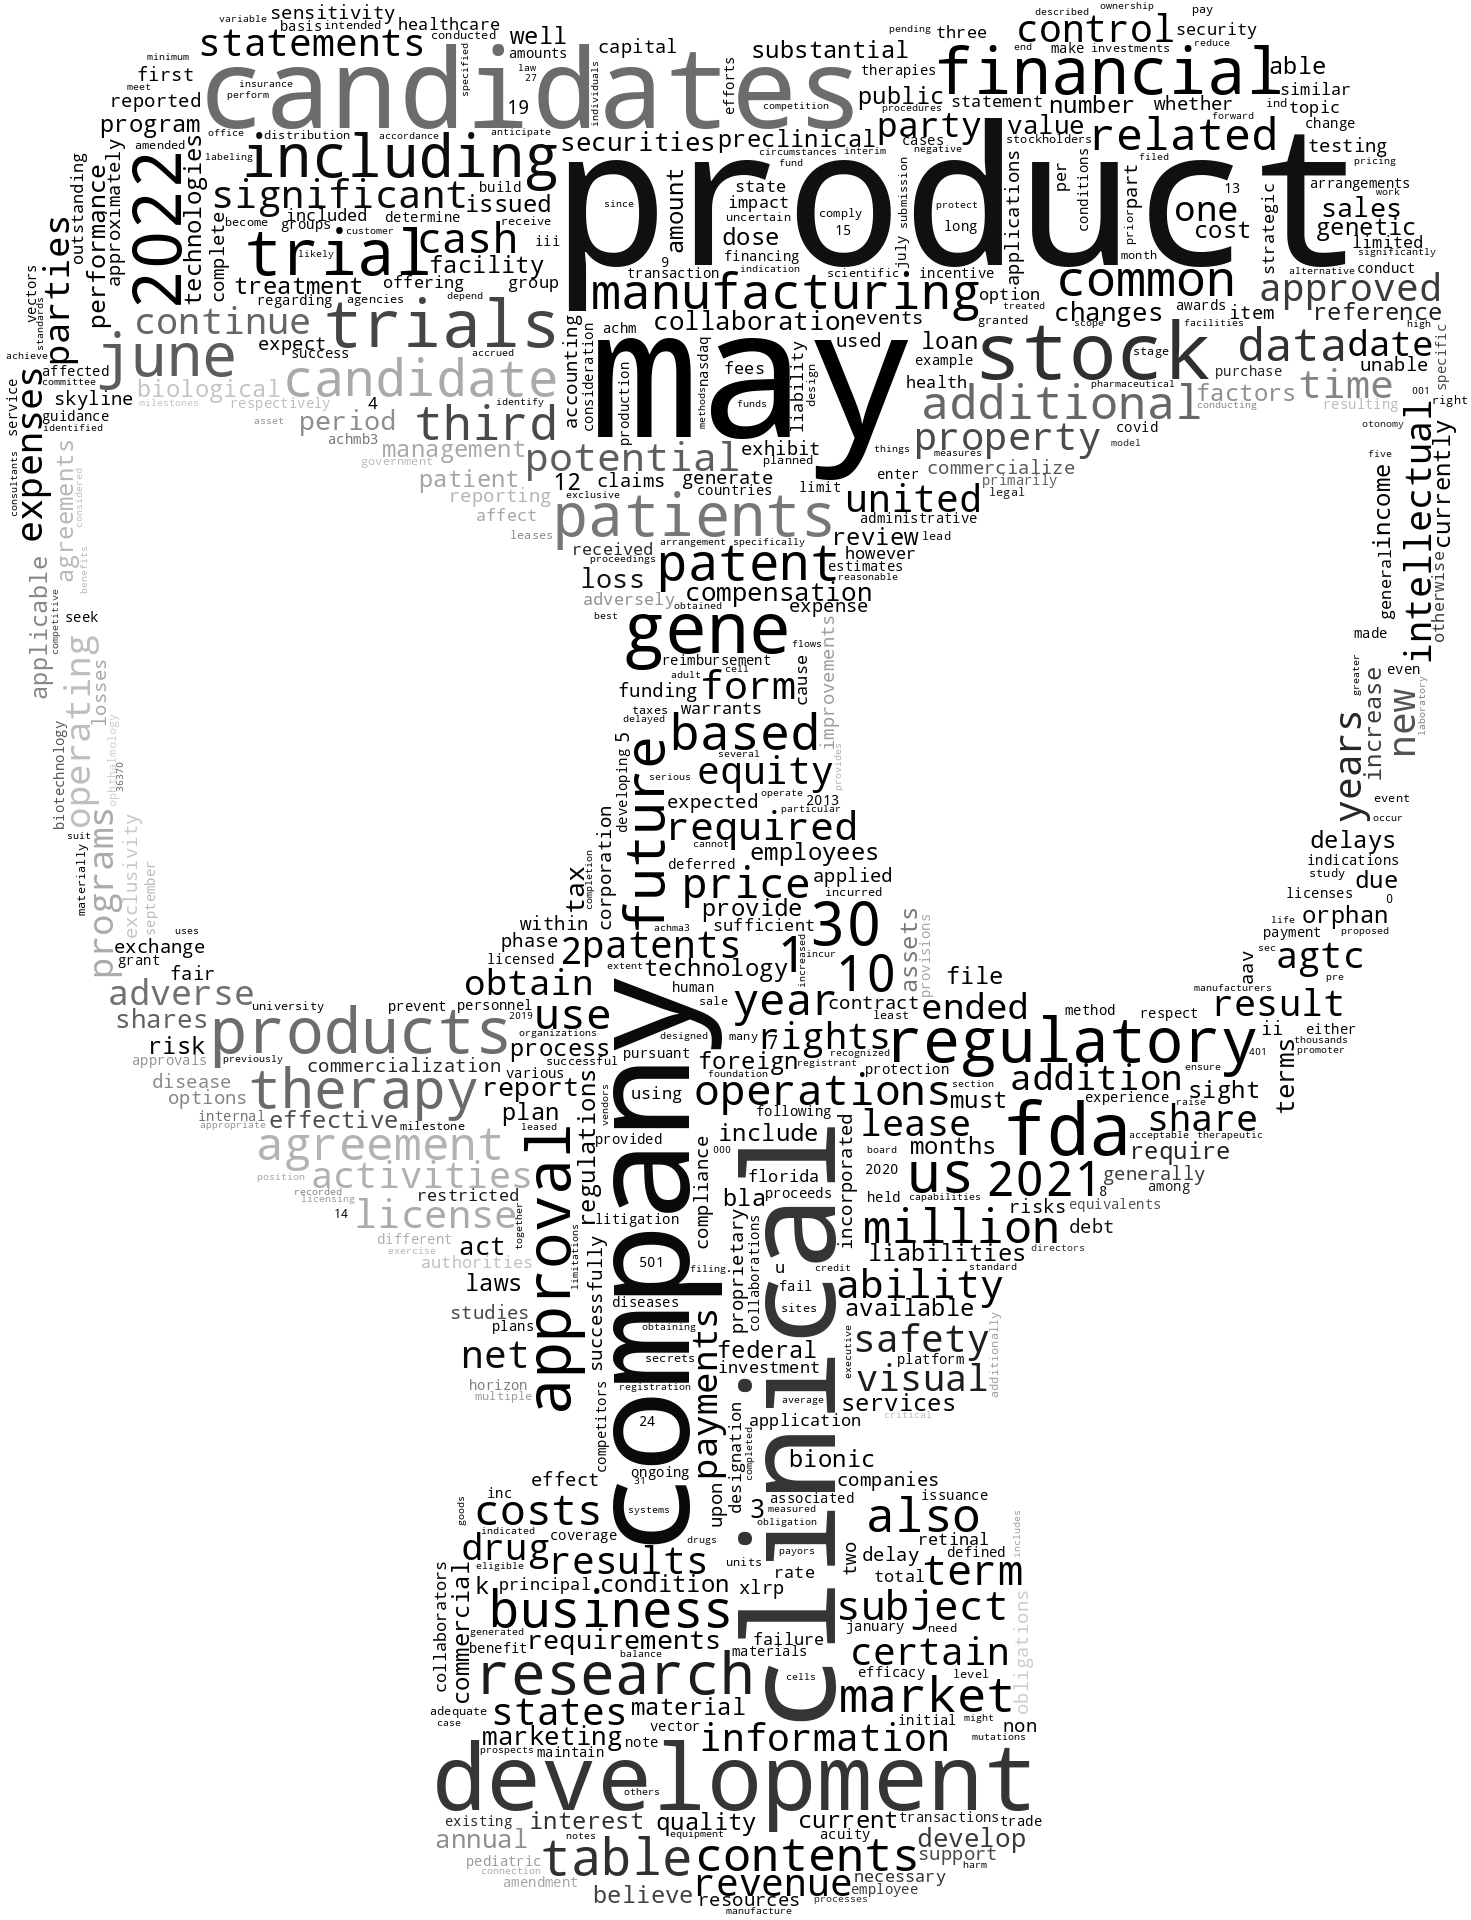 sensitivity
variable basis intended healthcare
statements conducted well
described ownership pay
control security
pending three end make investments reduce
minimum first meet insurance perform
candidates
specified law 27 19 individuals amounts capital efforts
substantial therapies competition
financial able
similar ind topic
public procedures statement number whether forward
reported program office distribution accordance anticipate
securities preclinical party value related
change testing pricing
amended labeling including
circumstances interim cases stockholders
fund negative
2022
outstanding approximately performance technologies
significant build issued
product
since amount state impact uncertain comply 15 protect long
july submission applications per conditions prior part filed
13 one cost strategic arrangements work sales genetic
become groups included determine receive
customer likely
trial cash iii
dose financing
parties complete facility
treatment offering group
9 transaction indication scientific incentive
month common
limited significantly alternative conduct
approved
regarding agencies depend
manufacturing option treated granted
changes awards item reference
vectors standards achieve
continue trials
expect success accrued
accounting consideration achm collaboration events used loan
scope facilities high
june
candidate
may
stock stage data date
example unable specific
affected committee skyline biological milestones respectively
production methods nasdaq fees funds liability design
health pharmaceutical purchase
additional conducting factors time resulting
001 right
service guidance identified
asset 4 identify
period third
achmb3 management government
potential exhibit planned
things property measures covid model
otonomy
expenses agreements consultants considered
patient reporting affect leases
12 claims generate exclusive countries limit enter
commercialize primarily legal
united administrative
five income intellectual currently
patients
arrangement specifically review lead
received proceedings patent however estimates reasonable
applicable benefits competitive
loss adversely obtained compensation expense best
general otherwise
seek
gene flows
made
reimbursement cell adult
operating losses
funding form cause improvements
greater even laboratory
taxes warrants delayed
based
years increase new
biotechnology ophthalmology 36370
future several
5 developing serious equity provides
operate
expected 2013 particular
event occur
suit programs exclusivity september materially
required cannot
delays indications study
deferred employees
tax completion corporation
price applied incurred
licenses due 0
provide sufficient 30
within achma3
assets provisions
life orphan payment proposed
uses exchange grant fair
phase licensed 2 patents extent technology 1 increased incur 10
file sec agtc pre
adverse shares
obtain human sale year contract least
aav manufacturers result
university prevent personnel 2019 use organizations
ended method respect
products
designed many 7 rights recognized
regulatory ii either thousands promoter
risk approvals previously
process successful pursuant foreign foundation registrant protection
401
commercialization
disease options therapy various report
using operations section must
addition ensure experience raise sight terms
internal appropriate effective milestone plan leased
regulations vendors
company
following
lease
fda share
agreement
provided include incorporated
months acceptable therapeutic require
000 compliance
position activities
approval
board 2020 us 2021 8 generally among
florida proceeds bla held capabilities
recorded licensing restricted
14 license together
litigation
risks equivalents
million debt
different exercise act authorities
limitations successfully 501 filing proprietary collaborations u credit
liabilities directors standard
laws
ability
diseases fail sites available
clinical
studies plans
obtaining payments
net secrets federal investment
executive safety platform additionally
horizon multiple
registration average visual services critical
competitors 24 designation completed application
bionic
effect ongoing 31
companies
goods inc costs systems upon 3 associated measured obligation
issuance also
indicated coverage drugs
retinal includes
drug eligible results units payors two delay defined
collaborators commercial k principal condition xlrp rate total term
business
january need subject
generated benefit requirements balance failure materials
efficacy certain level obligations
research cells
adequate case states material
market
marketing vector note
initial might non mutations
prospects maintain information
development
others
existing interest quality current transactions trade
annual notes equipment acuity develop
pediatric connection table contents support harm
amendment believe revenue necessary
resources processes employee
manufacture